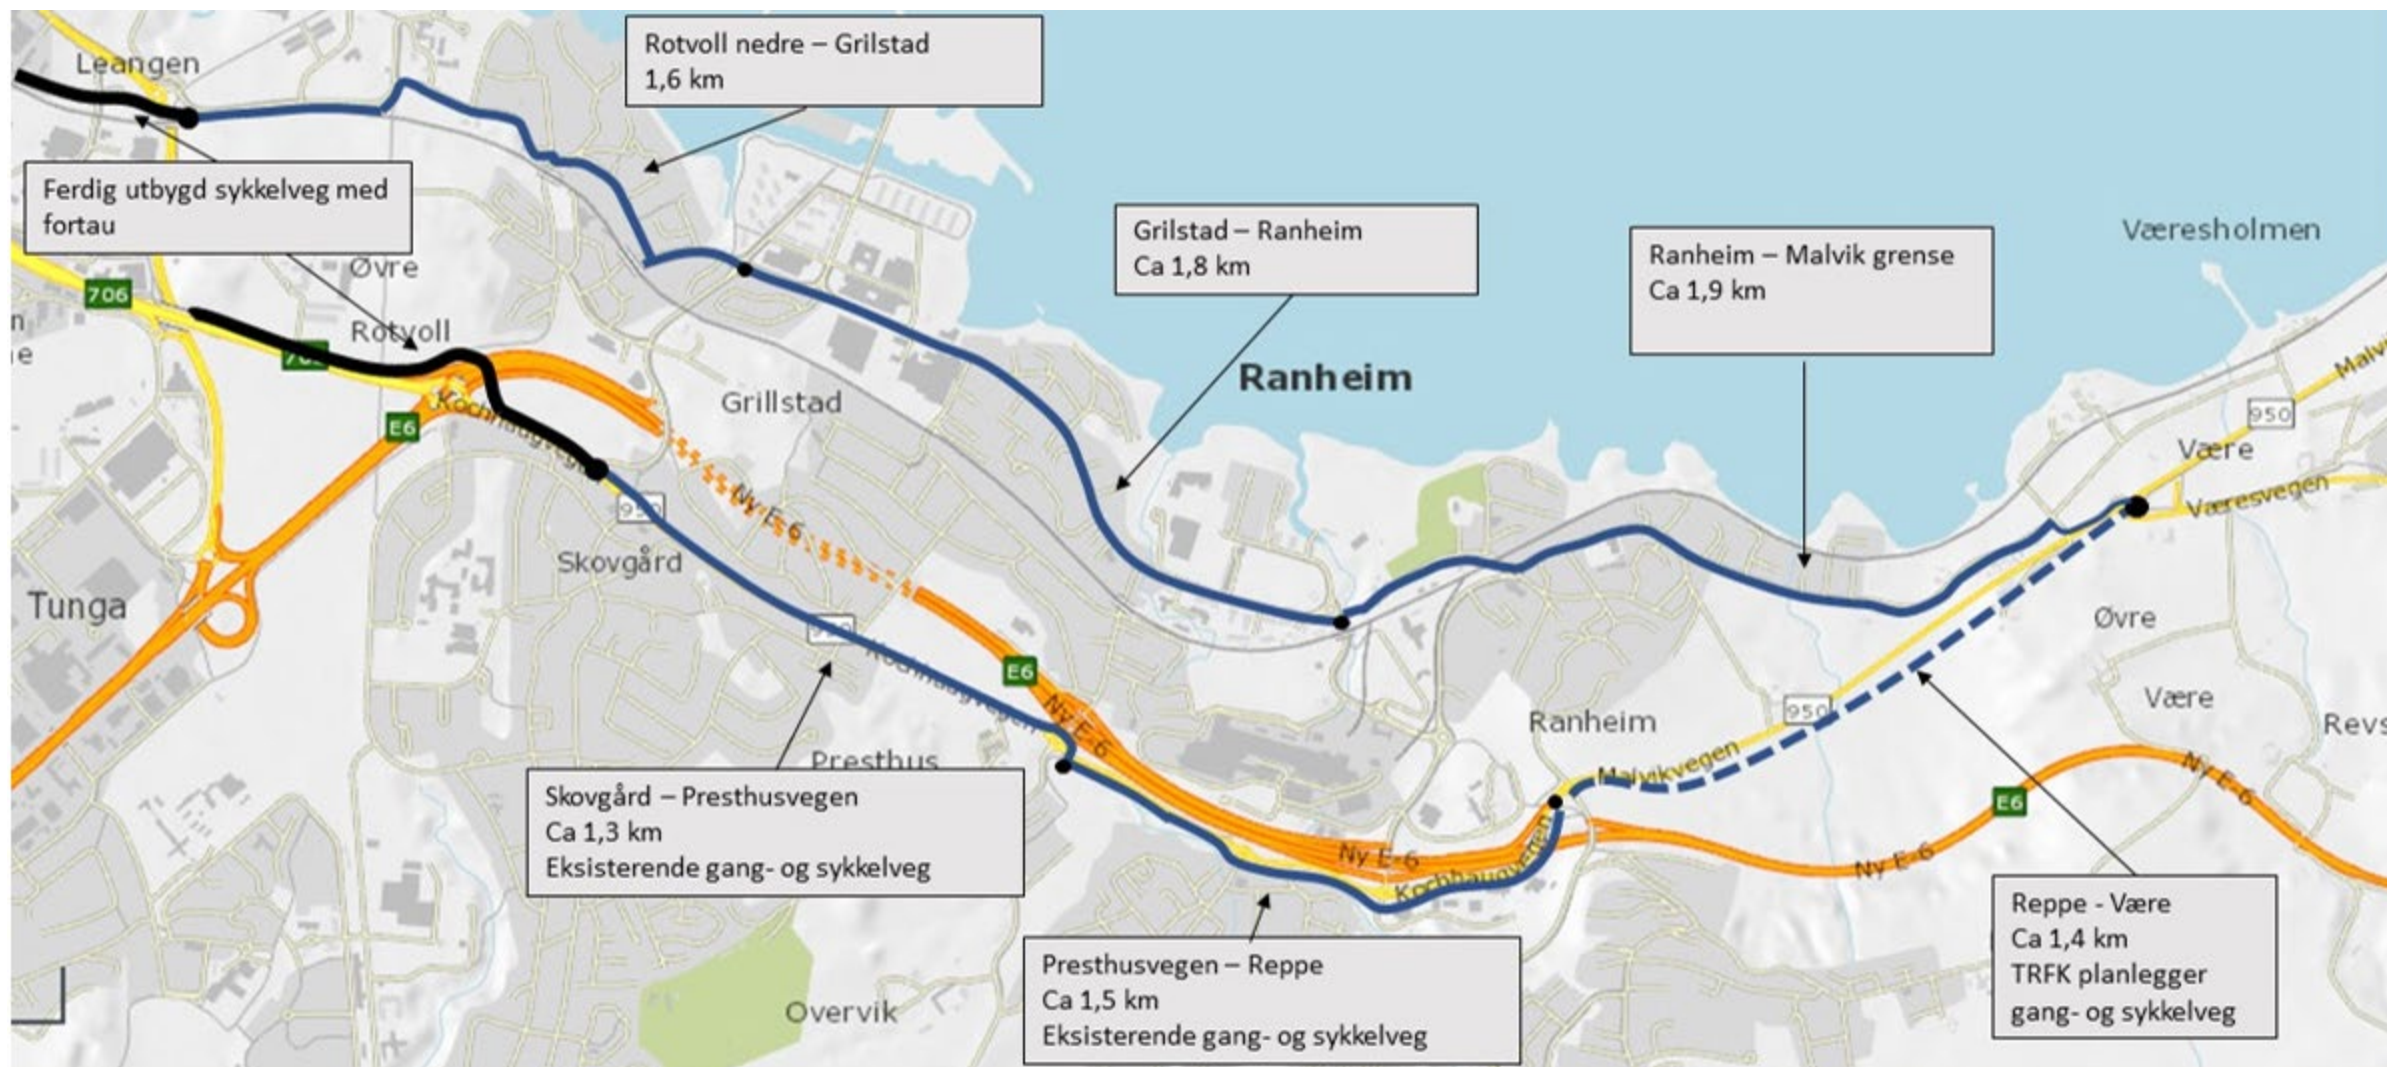 Leangen
Rotvoll nedre – Grilstad
1,6 km
Ferdig utbygd sykkelveg med
fortau
Øvre
Rotvoll
706
E6
Kochhaugvegen
Grilstad – Ranheim
Ca 1,8 km
Ranheim – Malvik grense
Ca 1,9 km
Væresholmen
Ranheim
Grillstad
Ny E-6
950
Skovgård
Tunga
950
Være
Væresvegen
Øvre
Være
E6
Ny E-6
Kochhaugvegen
Presthus
Ranheim
950
Malvikvegen
Skovgård – Presthusvegen
Ca 1,3 km
Eksisterende gang- og sykkelveg
Ny E-6
Kochhaugvegen
E6
Ny E-6
Ny E-6
Reppe - Være
Ca 1,4 km
TRFK planlegger
gang- og sykkelveg
Presthusvegen – Reppe
Ca 1,5 km
Eksisterende gang- og sykkelveg
Overvik